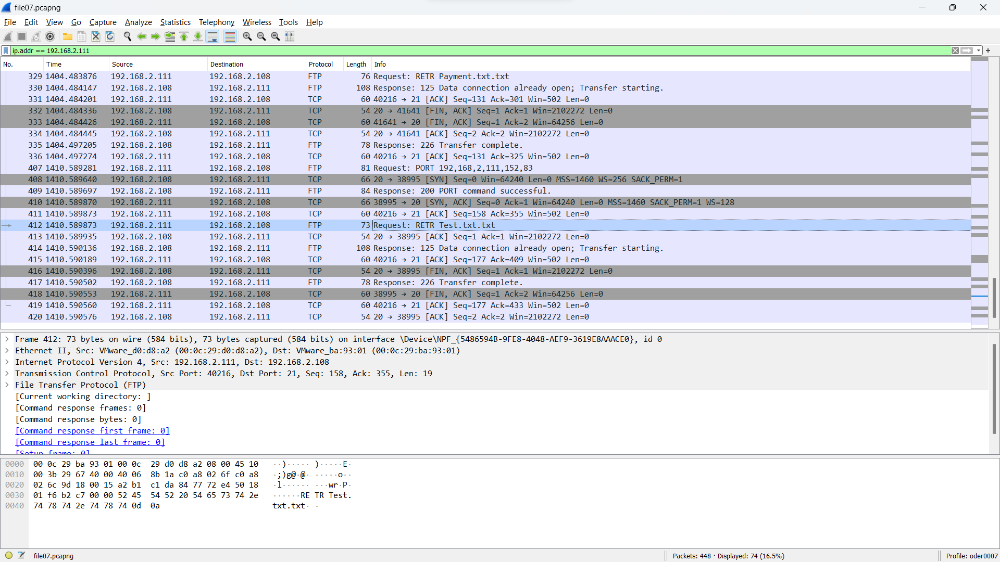 file07.pcapng
File Edit View Go Capture Analyze Statistics Telephony Wireless Tools Help
ip.addr == 192.168.2.111
No. Time Source Destination Protocol Length Info
329 1404.483876 192.168.2.111 192.168.2.108 FTP 76 Request: RETR Payment.txt.txt
330 1404.484147 192.168.2.108 192.168.2.111 FTP 108 Response: 125 Data connection already open; Transfer starting.
331 1404.484201 192.168.2.111 192.168.2.108 TCP 60 40216 → 21 [ACK] Seq=131 Ack=301 Win=502 Len=0
332 1404.484336 192.168.2.108 192.168.2.111 TCP 54 20 → 41641 [FIN, ACK] Seq=1 Ack=1 Win=2102272 Len=0
333 1404.484426 192.168.2.111 192.168.2.108 TCP 60 41641 → 20 [FIN, ACK] Seq=1 Ack=2 Win=64256 Len=0
334 1404.484445 192.168.2.108 192.168.2.111 TCP 54 20 → 41641 [ACK] Seq=2 Ack=2 Win=2102272 Len=0
335 1404.497205 192.168.2.108 192.168.2.111 FTP 78 Response: 226 Transfer complete.
336 1404.497274 192.168.2.111 192.168.2.108 TCP 60 40216 → 21 [ACK] Seq=131 Ack=325 Win=502 Len=0
407 1410.589281 192.168.2.111 192.168.2.108 FTP 81 Request: PORT 192,168,2,111,152,83
408 1410.589640 192.168.2.108 192.168.2.111 TCP 66 20 → 38995 [SYN] Seq=0 Win=64240 Len=0 MSS=1460 WS=256 SACK_PERM=1
409 1410.589697 192.168.2.108 192.168.2.111 FTP 84 Response: 200 PORT command successful.
410 1410.589870 192.168.2.111 192.168.2.108 TCP 66 38995 → 20 [SYN, ACK] Seq=0 Ack=1 Win=64240 Len=0 MSS=1460 SACK_PERM=1 WS=128
411 1410.589873 192.168.2.111 192.168.2.108 TCP 60 40216 → 21 [ACK] Seq=158 Ack=355 Win=502 Len=0
412 1410.589873 192.168.2.111 192.168.2.108 FTP 73 Request: RETR Test.txt.txt
413 1410.589935 192.168.2.108 192.168.2.111 TCP 54 20 → 38995 [ACK] Seq=1 Ack=1 Win=2102272 Len=0
414 1410.590136 192.168.2.108 192.168.2.111 FTP 108 Response: 125 Data connection already open; Transfer starting.
415 1410.590189 192.168.2.111 192.168.2.108 TCP 60 40216 → 21 [ACK] Seq=177 Ack=409 Win=502 Len=0
416 1410.590396 192.168.2.108 192.168.2.111 TCP 54 20 → 38995 [FIN, ACK] Seq=1 Ack=1 Win=2102272 Len=0
417 1410.590502 192.168.2.108 192.168.2.111 FTP 78 Response: 226 Transfer complete.
418 1410.590553 192.168.2.111 192.168.2.108 TCP 60 38995 → 20 [FIN, ACK] Seq=1 Ack=2 Win=64256 Len=0
419 1410.590560 192.168.2.111 192.168.2.108 TCP 60 40216 → 21 [ACK] Seq=177 Ack=433 Win=502 Len=0
420 1410.590576 192.168.2.108 192.168.2.111 TCP 54 20 → 38995 [ACK] Seq=2 Ack=2 Win=2102272 Len=0
Frame 412: 73 bytes on wire (584 bits), 73 bytes captured (584 bits) on interface \Device\NPF_{5486594B-9FE8-4048-AEF9-3619E8AAACE0}, id 0
Ethernet II, Src: VMware_d0:d8:a2 (00:0c:29:d0:d8:a2), Dst: VMware_ba:93:01 (00:0c:29:ba:93:01)
Internet Protocol Version 4, Src: 192.168.2.111, Dst: 192.168.2.108
Transmission Control Protocol, Src Port: 40216, Dst Port: 21, Seq: 158, Ack: 355, Len: 19
File Transfer Protocol (FTP)
[Current working directory: ]
[Command response frames: 0]
[Command response bytes: 0]
[Command response first frame: 0]
[Command response last frame: 0]
[Setup frame: 0]
0000 00 0c 29 ba 93 01 00 0c 29 d0 d8 a2 08 00 45 10 ··)····· )·····E·
0010 00 3b 29 67 40 00 40 06 8b 1a c0 a8 02 6f c0 a8 ·;)g@·@· ·····o··
0020 02 6c 9d 18 00 15 a2 b1 c1 da 84 77 72 e4 50 18 ·l······ ···wr·P·
0030 01 f6 b2 c7 00 00 52 45 54 52 20 54 65 73 74 2e ······RE TR Test.
0040 74 78 74 2e 74 78 74 0d 0a txt.txt· ·
file07.pcapng Packets: 448 · Displayed: 74 (16.5%) Profile: oder0007